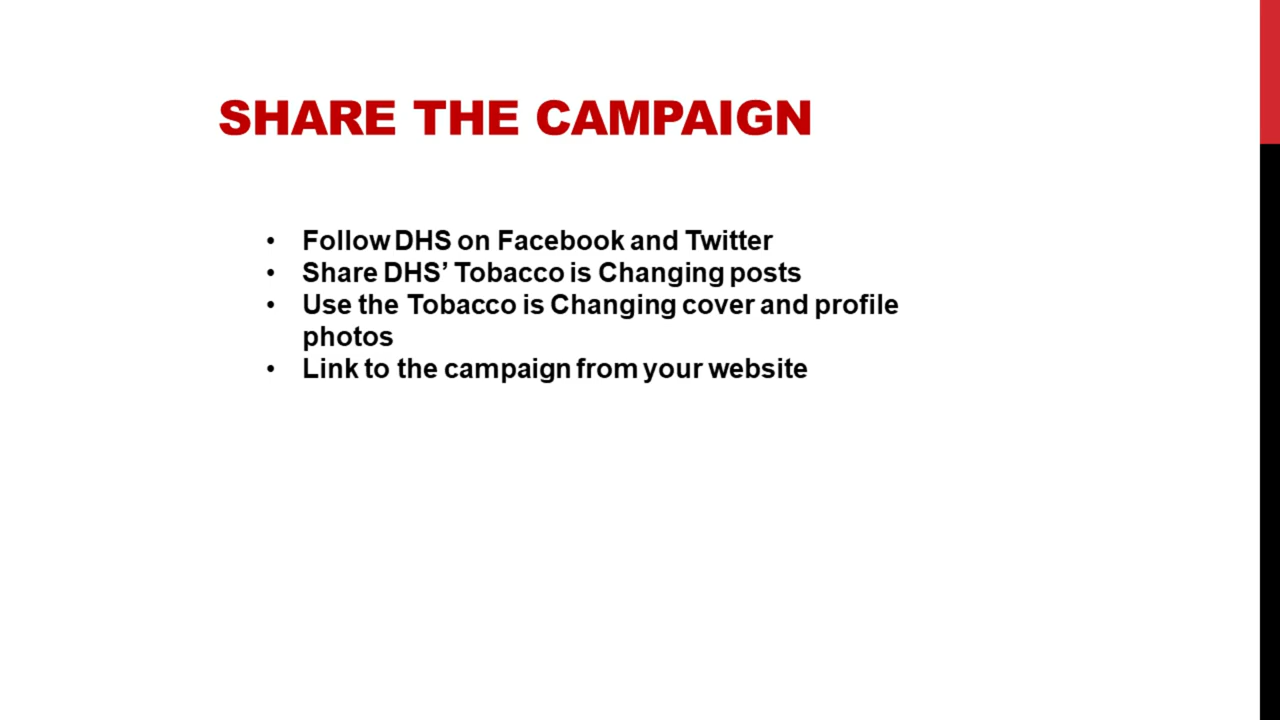 SHARE THE CAMPAIGN
• Follow DHS on Facebook and Twitter
• Share DHS’ Tobacco is Changing posts
• Use the Tobacco is Changing cover and profile
photos
• Link to the campaign from your website